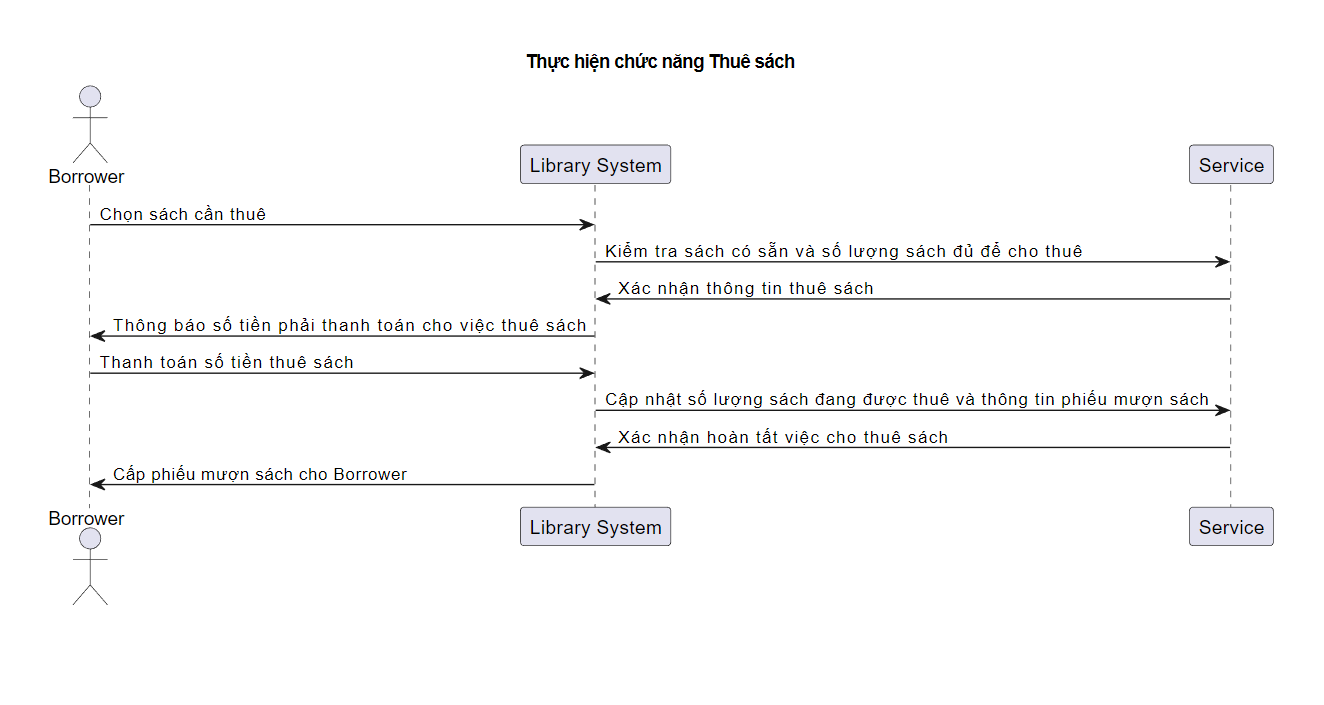 Thực hiện chức năng Thuê sách
Borrower
Library System
Service
Chọn sách cần thuê
Kiểm tra sách có sẵn và số lượng sách đủ để cho thuê
Xác nhận thông tin thuê sách
Thông báo số tiền phải thanh toán cho việc thuê sách
Thanh toán số tiền thuê sách
Cập nhật số lượng sách đang được thuê và thông tin phiếu mượn sách
Xác nhận hoàn tất việc cho thuê sách
Cấp phiếu mượn sách cho Borrower
Borrower
Library System
Service